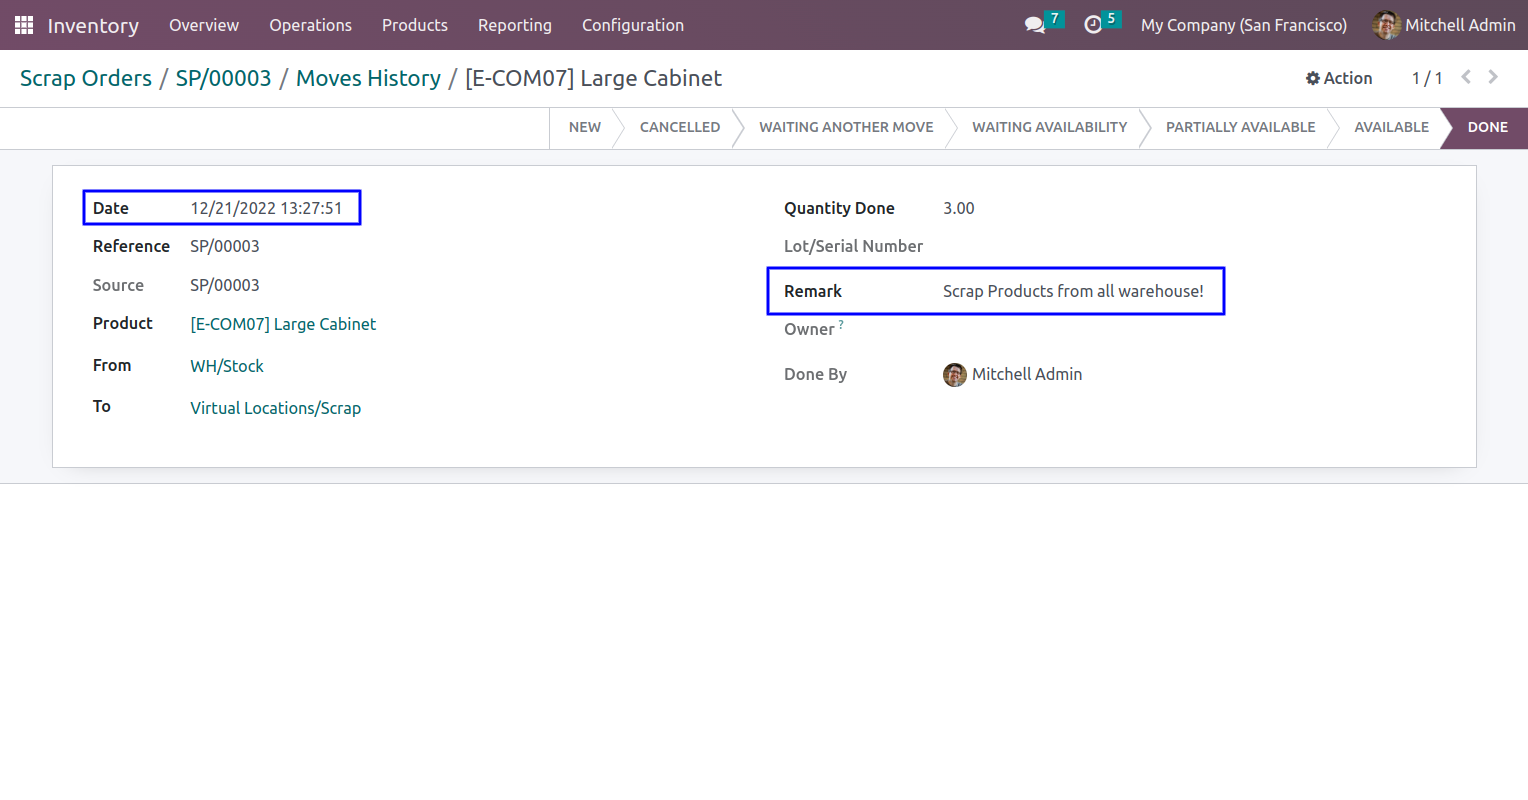 Inventory Overview Operations Products Reporting Configuration 7 5 My Company (San Francisco) Mitchell Admin
Scrap Orders / SP/00003 / Moves History / [E-COM07] Large Cabinet Action 1 / 1
NEW CANCELLED WAITING ANOTHER MOVE WAITING AVAILABILITY PARTIALLY AVAILABLE AVAILABLE DONE
Date 12/21/2022 13:27:51
Reference SP/00003
Source SP/00003
Product [E-COM07] Large Cabinet
From WH/Stock
To Virtual Locations/Scrap
Quantity Done 3.00
Lot/Serial Number
Remark Scrap Products from all warehouse!
Owner ?
Done By Mitchell Admin